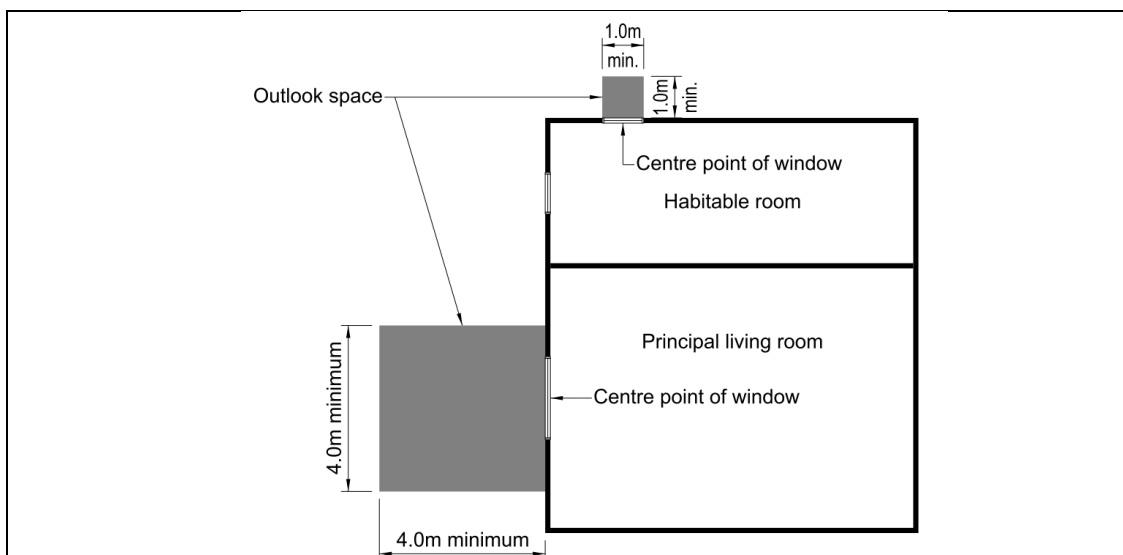 1.0m
min.
Outlook space
1.0m
min.
Centre point of window
Habitable room
Principal living room
Centre point of window
4.0m minimum
4.0m minimum